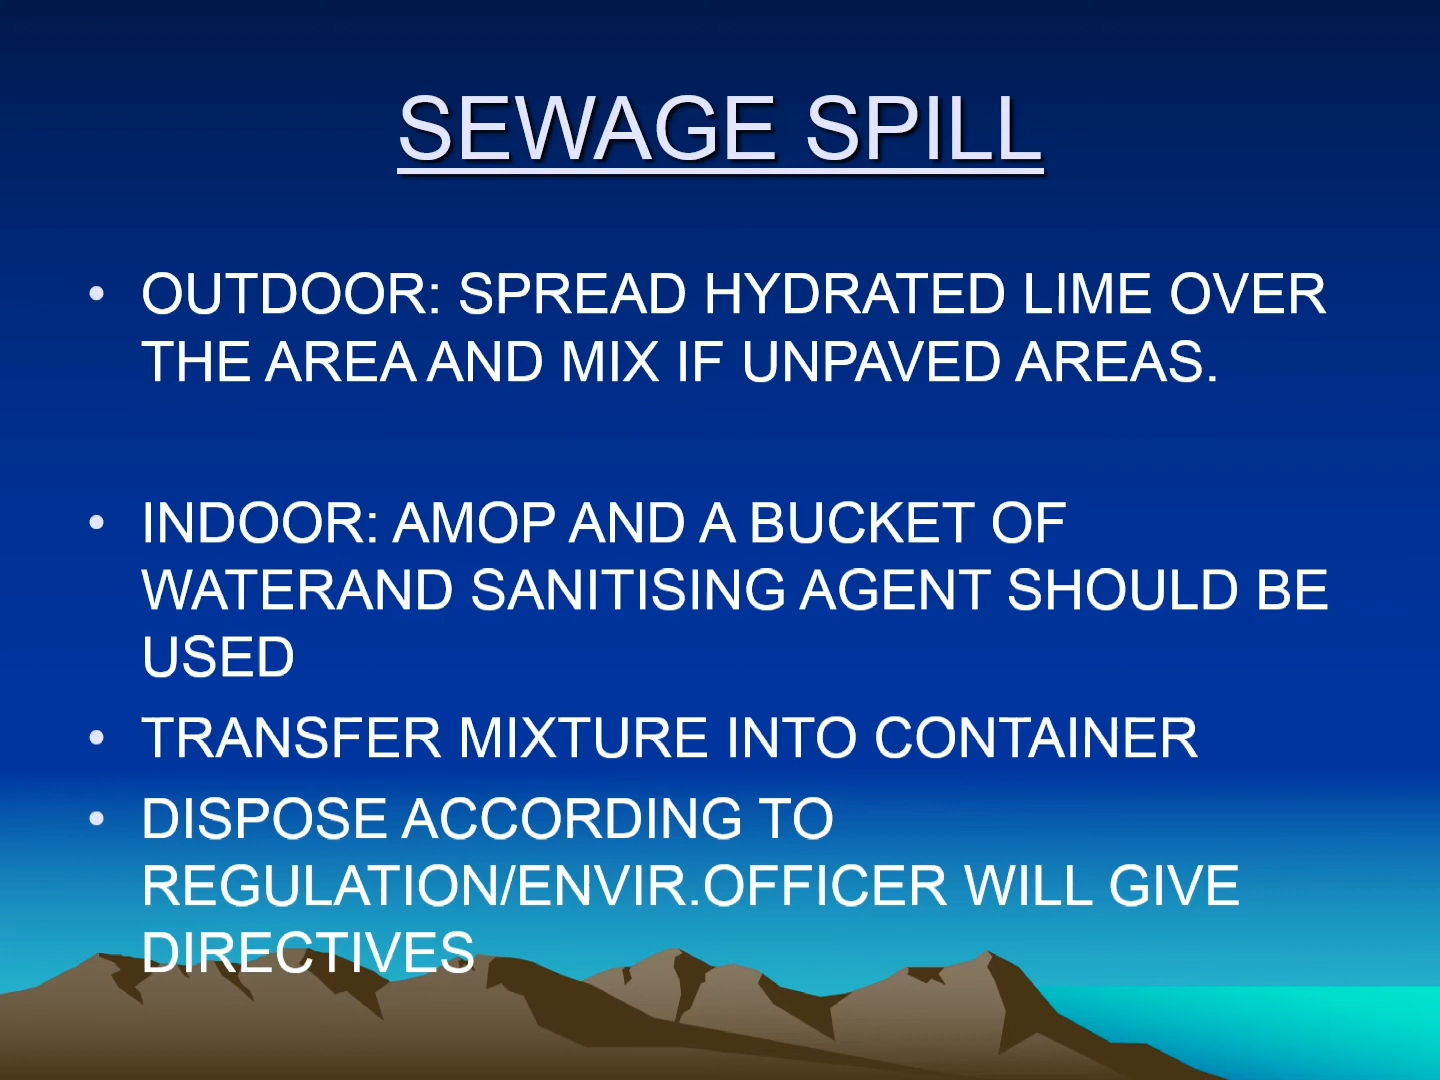 SEWAGE SPILL
• OUTDOOR: SPREAD HYDRATED LIME OVER
THE AREA AND MIX IF UNPAVED AREAS.
• INDOOR: AMOP AND A BUCKET OF
WATERAND SANITISING AGENT SHOULD BE
USED
• TRANSFER MIXTURE INTO CONTAINER
• DISPOSE ACCORDING TO
REGULATION/ENVIR.OFFICER WILL GIVE
DIRECTIVES